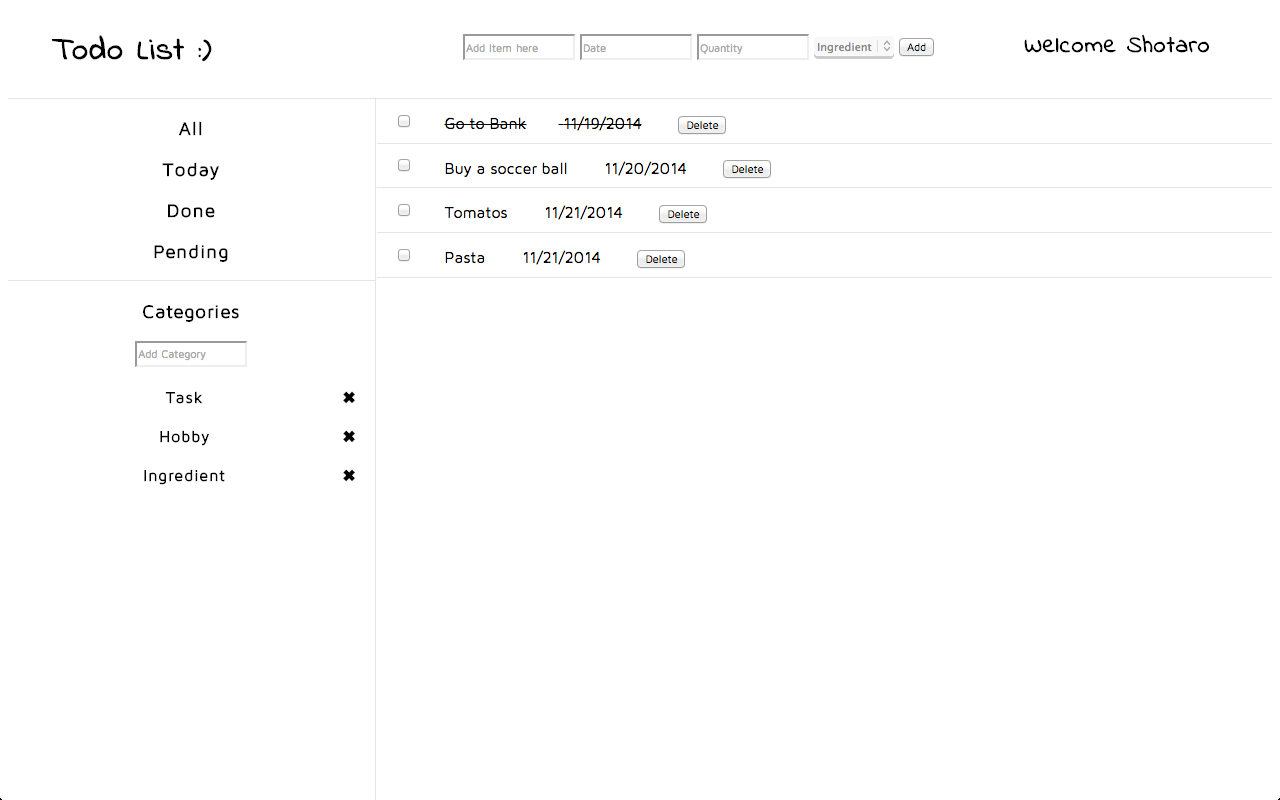 Todo List :)
Add Item here Date Quantity Ingredient Add
Welcome Shotaro
All
Today
Done
Pending
Categories
Add Category
Task ✖
Hobby ✖
Ingredient ✖
Go to Bank 11/19/2014 Delete
Buy a soccer ball 11/20/2014 Delete
Tomatos 11/21/2014 Delete
Pasta 11/21/2014 Delete